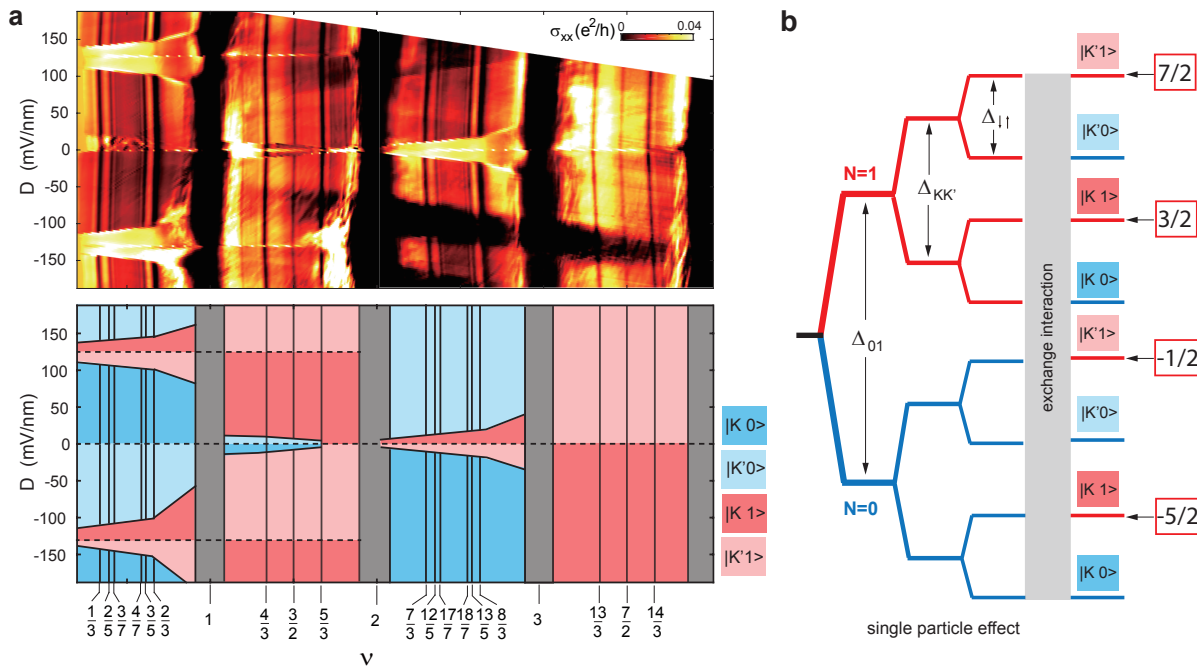 a
σxx(e²/h)
0
0.04
D (mV/nm)
150
100
50
0
-50
-100
-150
D (mV/nm)
150
100
50
0
-50
-100
-150
1/3 2/5 3/7 4/7 3/5 2/3 1 4/3 3/2 5/3 2 7/3 12/5 17/7 18/7 13/5 8/3 3 13/3 7/2 14/3
ν
|K 0>
|K'0>
|K 1>
|K'1>
b
N=1
N=0
Δ01
ΔKK'
Δ↓↑
exchange interaction
|K'1>
7/2
|K'0>
|K 1>
3/2
|K 0>
|K'1>
-1/2
|K'0>
|K 1>
-5/2
|K 0>
single particle effect